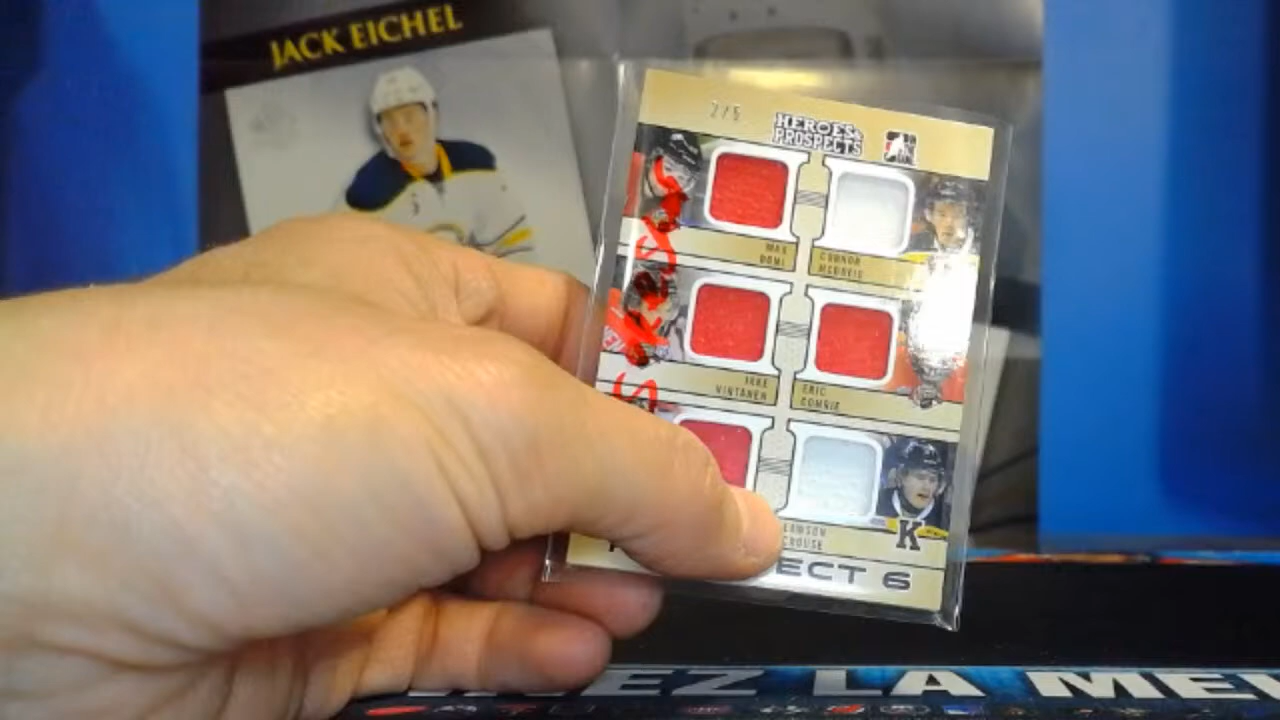 JACK EICHEL
2/5
HEROES &
PROSPECTS
MAX
DOMI
CONNOR
MCDAVID
JAKE
VIRTANEN
ERIC
COMRIE
CROUSE
ECT 6
K
EZ LA